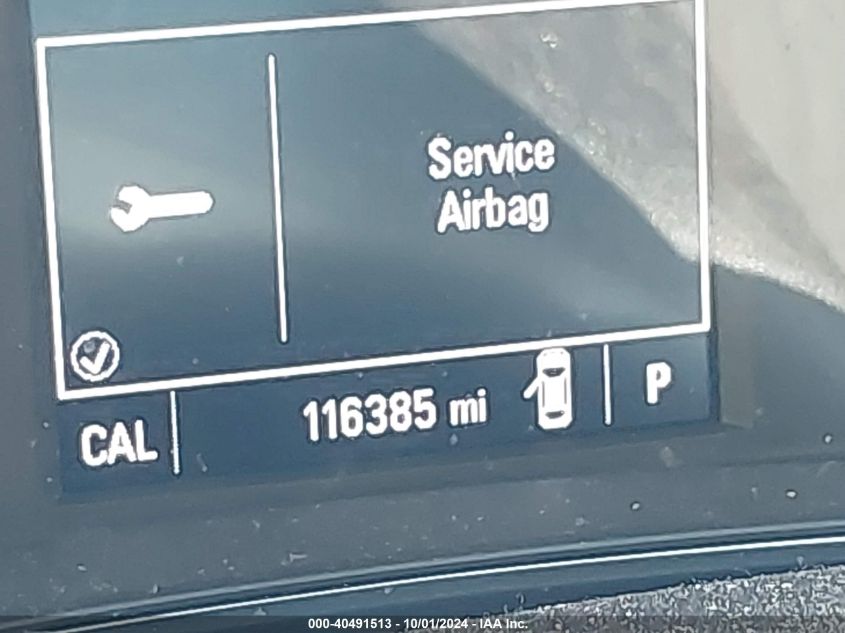 Service
Airbag
CAL 116385 mi P
000-40491513 - 10/01/2024 - IAA Inc.